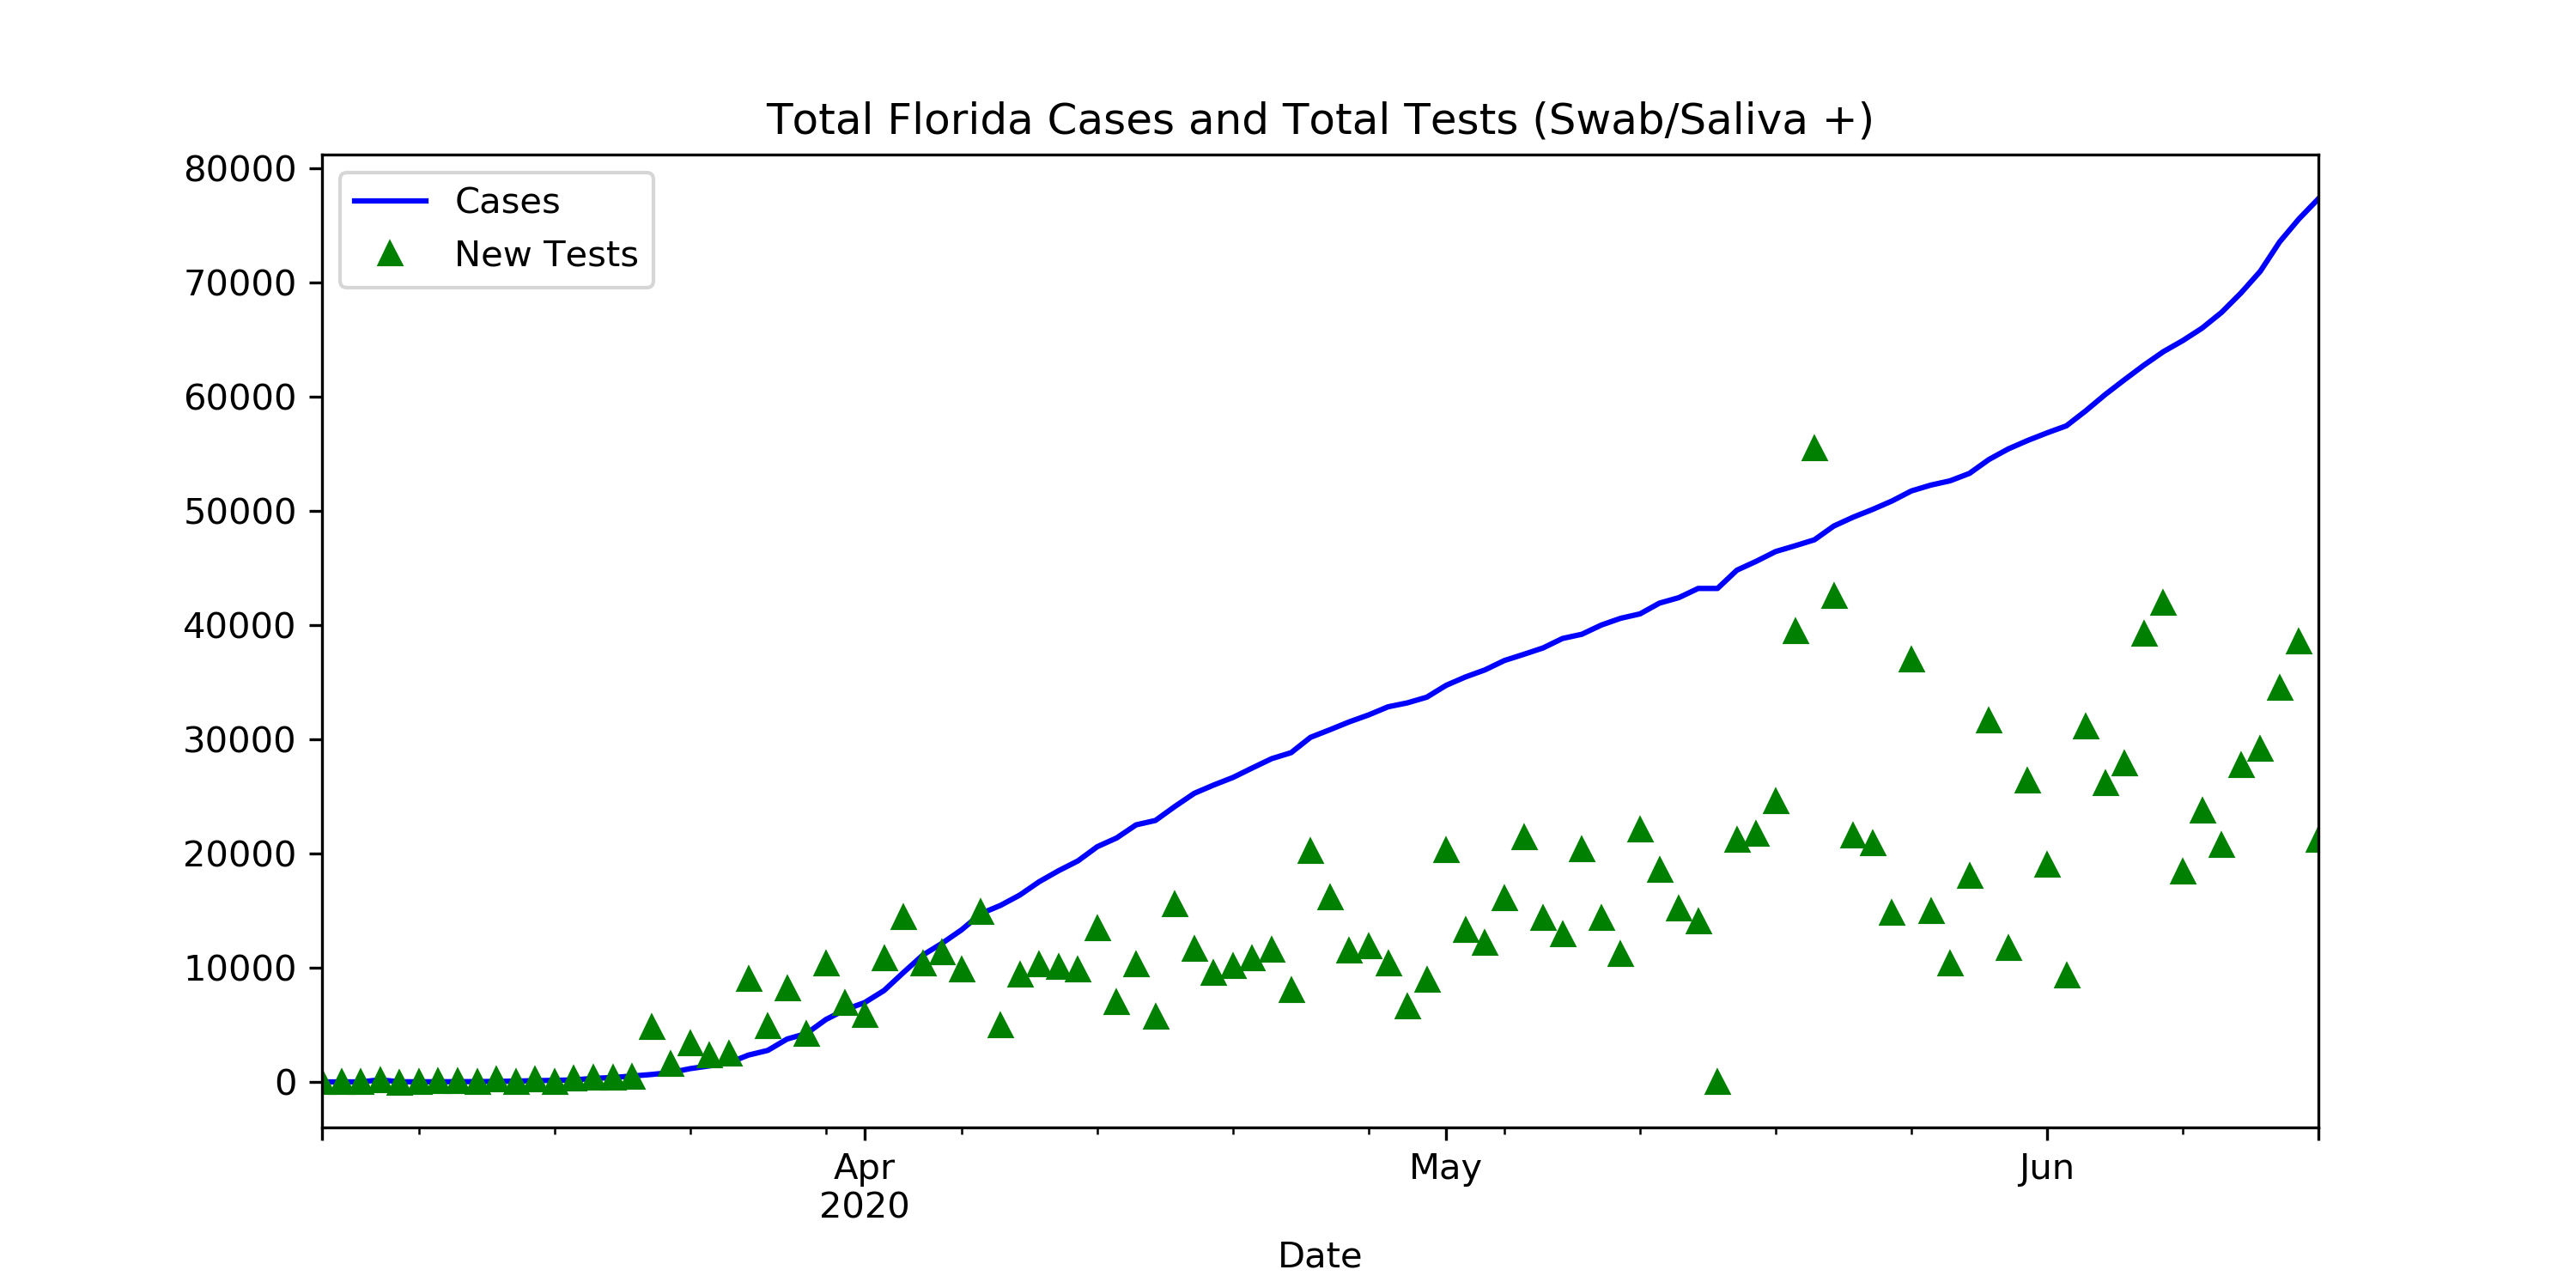 Total Florida Cases and Total Tests (Swab/Saliva +)
80000
Cases
New Tests
70000
60000
50000
40000
30000
20000
10000
0
Apr
May
Jun
2020
Date